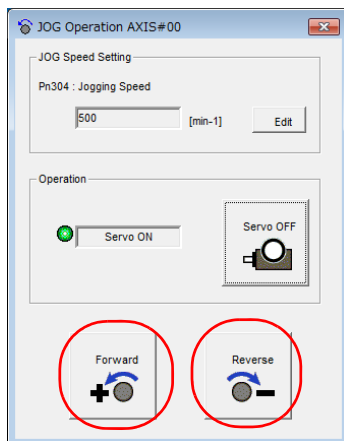 JOG Operation AXIS#00
JOG Speed Setting
Pn304 : Jogging Speed
500 [min-1] Edit
Operation
Servo ON
Servo OFF
Forward Reverse